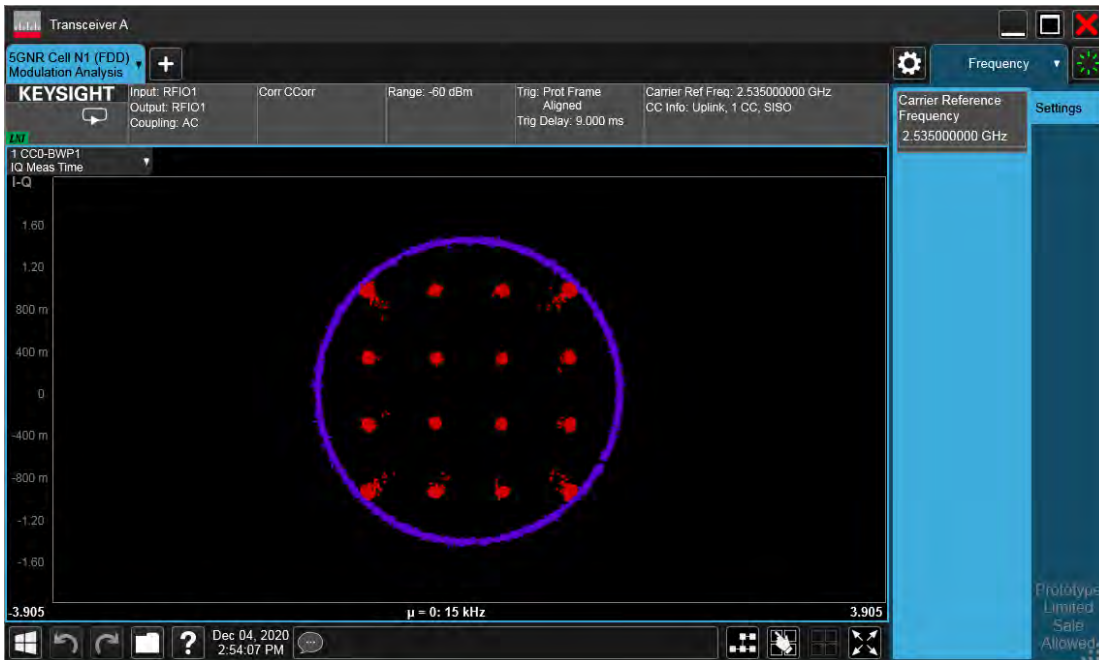 Transceiver A
5GNR Cell N1 (FDD)
Modulation Analysis
Frequency
KEYSIGHT
LXI
Input: RFIO1
Output: RFIO1
Coupling: AC
Corr CCorr
Range: -60 dBm
Trig: Prot Frame
Aligned
Trig Delay: 9.000 ms
Carrier Ref Freq: 2.535000000 GHz
CC Info: Uplink, 1 CC, SISO
Carrier Reference
Frequency
2.535000000 GHz
Settings
1 CC0-BWP1
IQ Meas Time
I-Q
1.60
1.20
800 m
400 m
0
-400 m
-800 m
-1.20
-1.60
-3.905
µ = 0: 15 kHz
3.905
Prototype
Limited
Sale
Allowed
?
Dec 04, 2020
2:54:07 PM